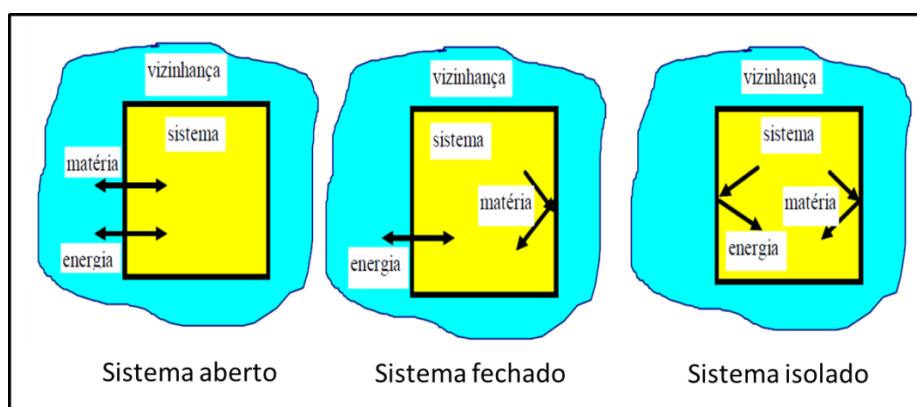 vizinhança
sistema
matéria
energia
Sistema aberto
vizinhança
sistema
matéria
energia
Sistema fechado
vizinhança
sistema
matéria
energia
Sistema isolado